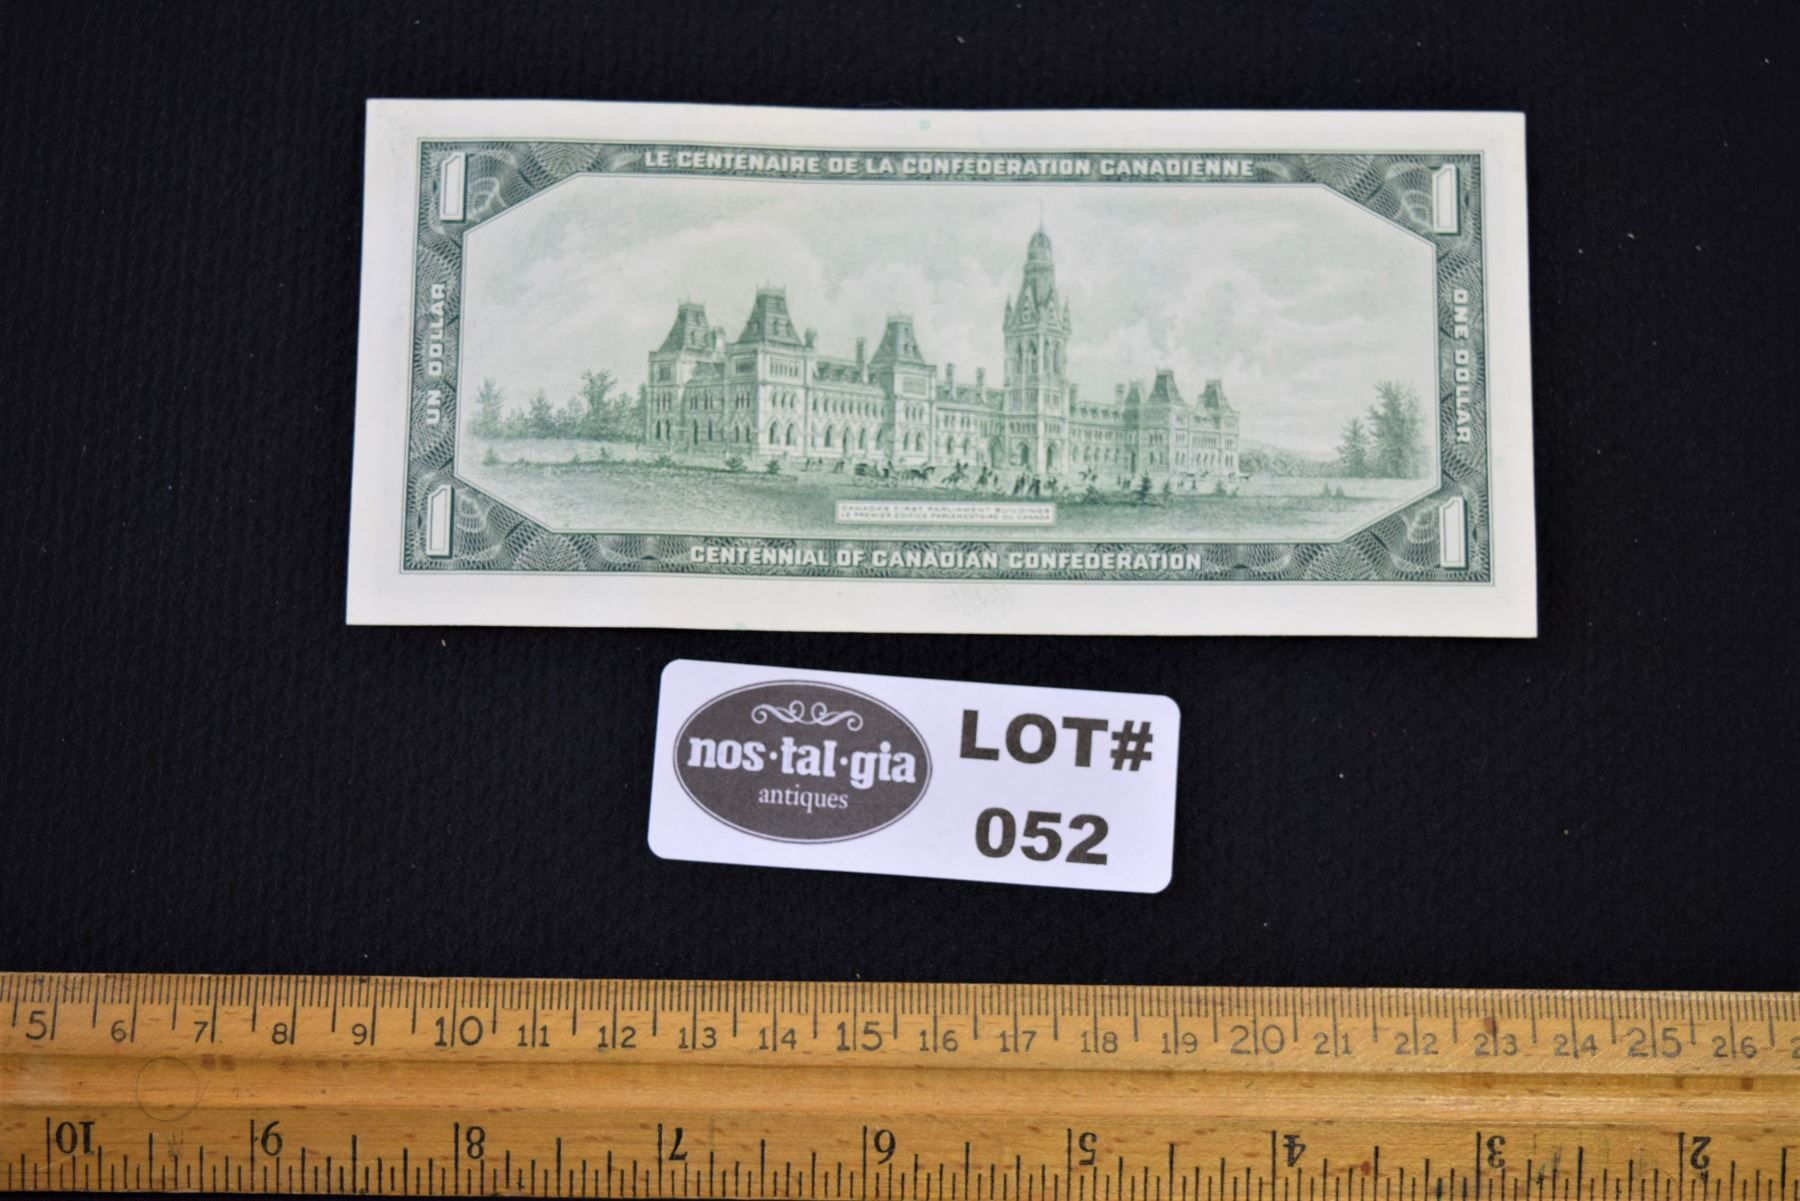 LE CENTENAIRE DE LA CONFEDERATION CANADIENNE
1
1
UN DOLLAR
ONE DOLLAR
CANADA'S FIRST PARLIAMENT BUILDINGS
LE PREMIER EDIFICE PARLEMENTAIRE DU CANADA
1
1
CENTENNIAL OF CANADIAN CONFEDERATION
nos·tal·gia
antiques
LOT#
052
5 6 7 8 9 10 11 12 13 14 15 16 17 18 19 20 21 22 23 24 25 26
10 9 8 7 6 5 4 3 2